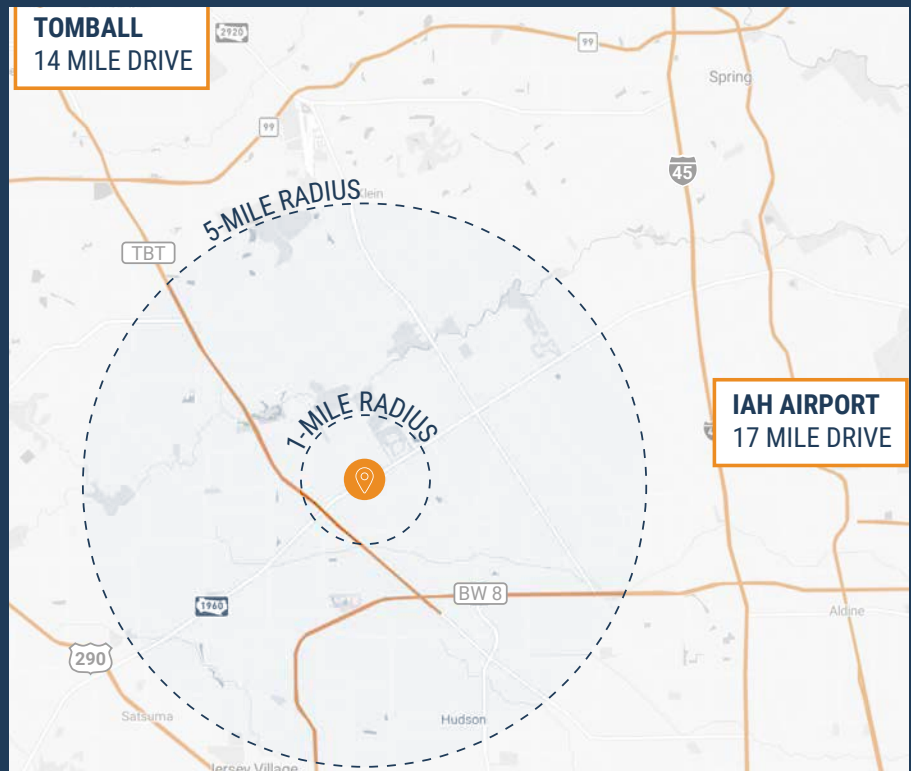 TOMBALL
14 MILE DRIVE
2920
99
Spring
99
45
Klein
5-MILE RADIUS
TBT
1-MILE RADIUS
IAH AIRPORT
17 MILE DRIVE
BW 8
1960
Aldine
290
Satsuma
Hudson
Jersey Village